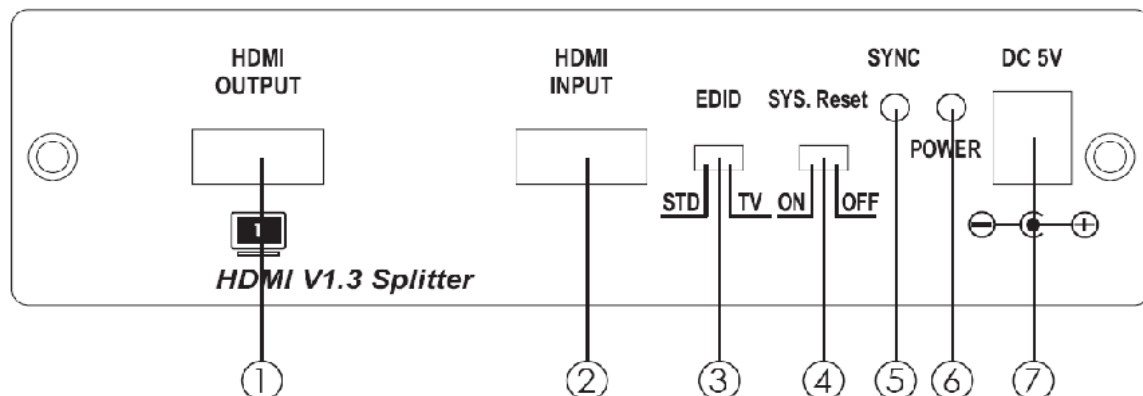 HDMI
OUTPUT
HDMI
INPUT
EDID
SYS. Reset
SYNC
DC 5V
POWER
STD
TV
ON
OFF
1
HDMI V1.3 Splitter
①
②
③
④
⑤
⑥
⑦